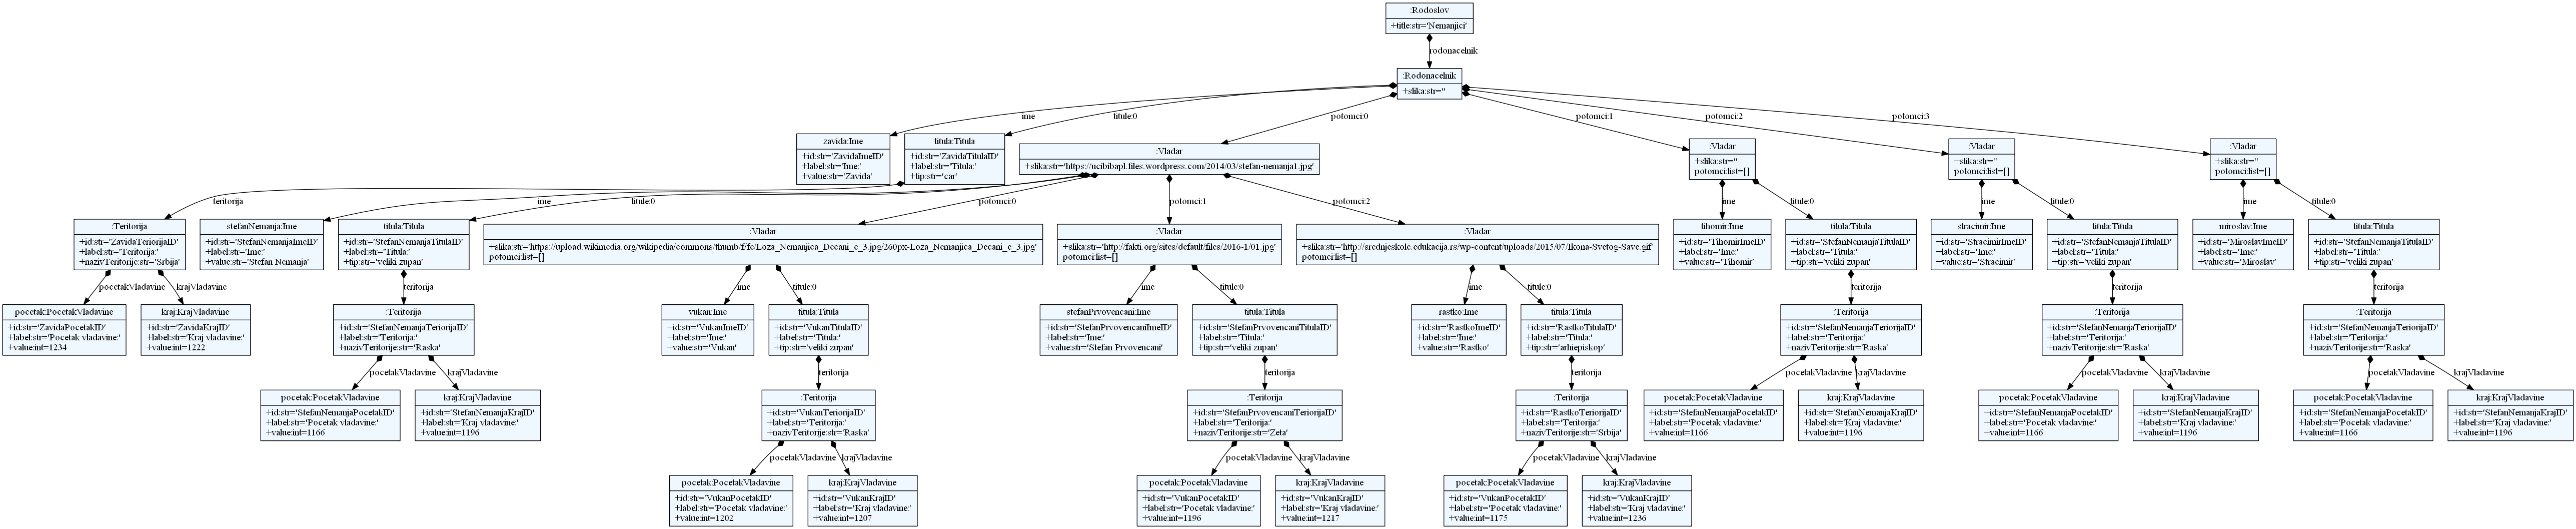 :Rodoslov
+title:str='Nemanjici'
rodonacelnik
:Rodonacelnik
+slika:str=''
ime
titule:0
potomci:0
potomci:1
potomci:2
potomci:3
zavida:Ime
+id:str='ZavidaImeID'
+label:str='Ime:'
+value:str='Zavida'
titula:Titula
+id:str='ZavidaTitulaID'
+label:str='Titula:'
+tip:str='car'
:Vladar
+slika:str='https://ucibibapl.files.wordpress.com/2014/03/stefan-nemanja1.jpg'
:Vladar
+slika:str=''
potomci:list=[]
:Vladar
+slika:str=''
potomci:list=[]
:Vladar
+slika:str=''
potomci:list=[]
teritorija
ime
titule:0
potomci:0
potomci:1
potomci:2
ime
titule:0
ime
titule:0
ime
titule:0
:Teritorija
+id:str='ZavidaTeriorijaID'
+label:str='Teritorija:'
+nazivTeritorije:str='Srbija'
stefanNemanja:Ime
+id:str='StefanNemanjaImeID'
+label:str='Ime:'
+value:str='Stefan Nemanja'
titula:Titula
+id:str='StefanNemanjaTitulaID'
+label:str='Titula:'
+tip:str='veliki zupan'
:Vladar
+slika:str='https://upload.wikimedia.org/wikipedia/commons/thumb/f/fe/Loza_Nemanjica_Decani_e_3.jpg/260px-Loza_Nemanjica_Decani_e_3.jpg'
potomci:list=[]
:Vladar
+slika:str='http://fakti.org/sites/default/files/2016-1/01.jpg'
potomci:list=[]
:Vladar
+slika:str='http://srednjeskole.edukacija.rs/wp-content/uploads/2015/07/Ikona-Svetog-Save.gif'
potomci:list=[]
tihomir:Ime
+id:str='TihomirImeID'
+label:str='Ime:'
+value:str='Tihomir'
titula:Titula
+id:str='StefanNemanjaTitulaID'
+label:str='Titula:'
+tip:str='veliki zupan'
stracimir:Ime
+id:str='StracimirImeID'
+label:str='Ime:'
+value:str='Stracimir'
titula:Titula
+id:str='StefanNemanjaTitulaID'
+label:str='Titula:'
+tip:str='veliki zupan'
miroslav:Ime
+id:str='MiroslavImeID'
+label:str='Ime:'
+value:str='Miroslav'
titula:Titula
+id:str='StefanNemanjaTitulaID'
+label:str='Titula:'
+tip:str='veliki zupan'
pocetakVladavine
krajVladavine
teritorija
ime
titule:0
ime
titule:0
ime
titule:0
teritorija
teritorija
teritorija
pocetak:PocetakVladavine
+id:str='ZavidaPocetakID'
+label:str='Pocetak vladavine:'
+value:int=1234
kraj:KrajVladavine
+id:str='ZavidaKrajID'
+label:str='Kraj vladavine:'
+value:int=1222
:Teritorija
+id:str='StefanNemanjaTeriorijaID'
+label:str='Teritorija:'
+nazivTeritorije:str='Raska'
vukan:Ime
+id:str='VukanImeID'
+label:str='Ime:'
+value:str='Vukan'
titula:Titula
+id:str='VukanTitulaID'
+label:str='Titula:'
+tip:str='veliki zupan'
stefanPrvovencani:Ime
+id:str='StefanPrvovencaniImeID'
+label:str='Ime:'
+value:str='Stefan Prvovencani'
titula:Titula
+id:str='StefanPrvovencaniTitulaID'
+label:str='Titula:'
+tip:str='veliki zupan'
rastko:Ime
+id:str='RastkoImeID'
+label:str='Ime:'
+value:str='Rastko'
titula:Titula
+id:str='RastkoTitulaID'
+label:str='Titula:'
+tip:str='arhiepiskop'
:Teritorija
+id:str='StefanNemanjaTeriorijaID'
+label:str='Teritorija:'
+nazivTeritorije:str='Raska'
:Teritorija
+id:str='StefanNemanjaTeriorijaID'
+label:str='Teritorija:'
+nazivTeritorije:str='Raska'
:Teritorija
+id:str='StefanNemanjaTeriorijaID'
+label:str='Teritorija:'
+nazivTeritorije:str='Raska'
pocetakVladavine
krajVladavine
teritorija
teritorija
teritorija
pocetakVladavine
krajVladavine
pocetakVladavine
krajVladavine
pocetakVladavine
krajVladavine
pocetak:PocetakVladavine
+id:str='StefanNemanjaPocetakID'
+label:str='Pocetak vladavine:'
+value:int=1166
kraj:KrajVladavine
+id:str='StefanNemanjaKrajID'
+label:str='Kraj vladavine:'
+value:int=1196
:Teritorija
+id:str='VukanTeriorijaID'
+label:str='Teritorija:'
+nazivTeritorije:str='Raska'
:Teritorija
+id:str='StefanPrvovencaniTeriorijaID'
+label:str='Teritorija:'
+nazivTeritorije:str='Zeta'
:Teritorija
+id:str='RastkoTeriorijaID'
+label:str='Teritorija:'
+nazivTeritorije:str='Srbija'
pocetak:PocetakVladavine
+id:str='StefanNemanjaPocetakID'
+label:str='Pocetak vladavine:'
+value:int=1166
kraj:KrajVladavine
+id:str='StefanNemanjaKrajID'
+label:str='Kraj vladavine:'
+value:int=1196
pocetak:PocetakVladavine
+id:str='StefanNemanjaPocetakID'
+label:str='Pocetak vladavine:'
+value:int=1166
kraj:KrajVladavine
+id:str='StefanNemanjaKrajID'
+label:str='Kraj vladavine:'
+value:int=1196
pocetak:PocetakVladavine
+id:str='StefanNemanjaPocetakID'
+label:str='Pocetak vladavine:'
+value:int=1166
kraj:KrajVladavine
+id:str='StefanNemanjaKrajID'
+label:str='Kraj vladavine:'
+value:int=1196
pocetakVladavine
krajVladavine
pocetakVladavine
krajVladavine
pocetakVladavine
krajVladavine
pocetak:PocetakVladavine
+id:str='VukanPocetakID'
+label:str='Pocetak vladavine:'
+value:int=1202
kraj:KrajVladavine
+id:str='VukanKrajID'
+label:str='Kraj vladavine:'
+value:int=1207
pocetak:PocetakVladavine
+id:str='VukanPocetakID'
+label:str='Pocetak vladavine:'
+value:int=1196
kraj:KrajVladavine
+id:str='VukanKrajID'
+label:str='Kraj vladavine:'
+value:int=1217
pocetak:PocetakVladavine
+id:str='VukanPocetakID'
+label:str='Pocetak vladavine:'
+value:int=1175
kraj:KrajVladavine
+id:str='VukanKrajID'
+label:str='Kraj vladavine:'
+value:int=1236